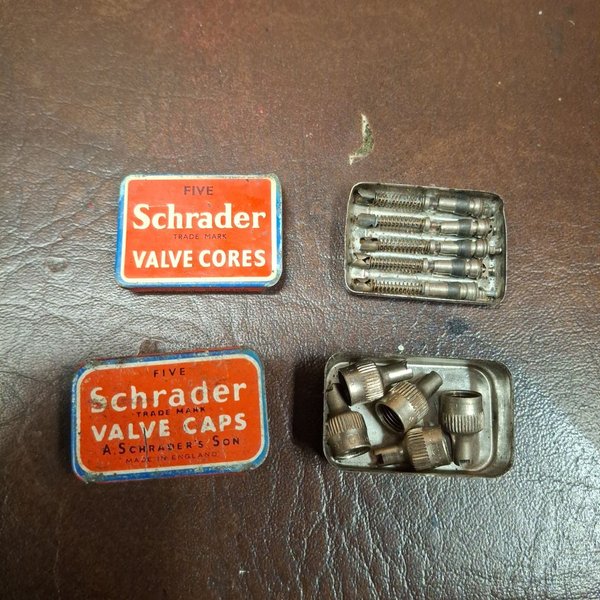 FIVE
Schrader
TRADE MARK
VALVE CORES
FIVE
Schrader
TRADE MARK
VALVE CAPS
A. SCHRADER'S SON
MADE IN ENGLAND